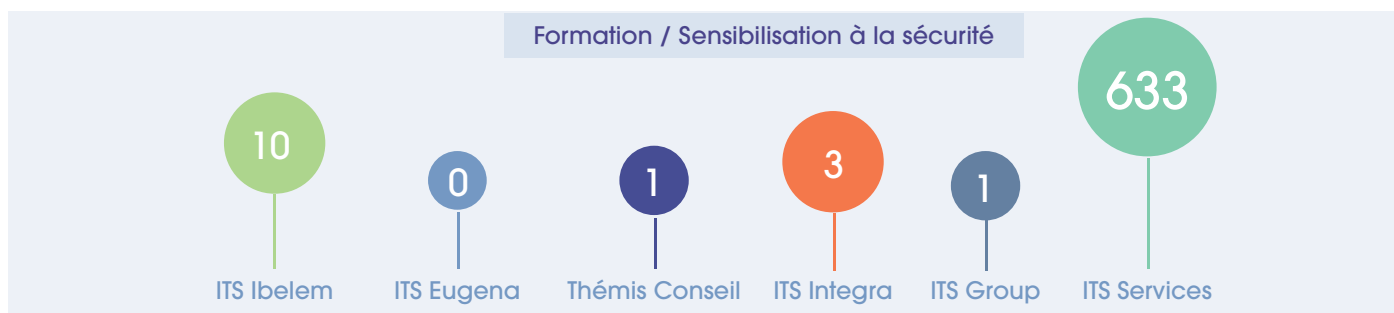 Formation / Sensibilisation à la sécurité
633
10
3
0
1
1
ITS Ibelem
ITS Eugena
Thémis Conseil
ITS Integra
ITS Group
ITS Services